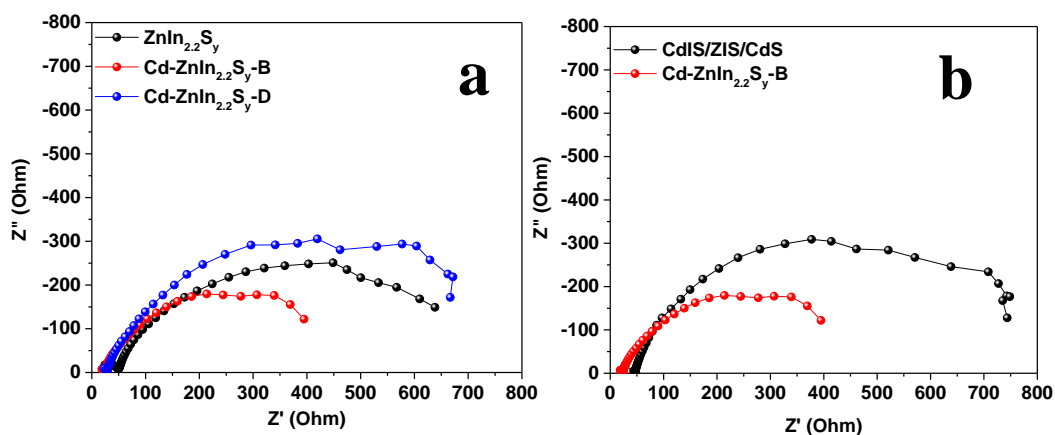 -800
-700
-600
-500
-400
-300
-200
-100
0
Z'' (Ohm)
ZnIn2.2Sy
Cd-ZnIn2.2Sy-B
Cd-ZnIn2.2Sy-D
a
0 100 200 300 400 500 600 700 800
Z' (Ohm)
-800
-700
-600
-500
-400
-300
-200
-100
0
Z'' (Ohm)
CdIS/ZIS/CdS
Cd-ZnIn2.2Sy-B
b
0 100 200 300 400 500 600 700 800
Z' (Ohm)